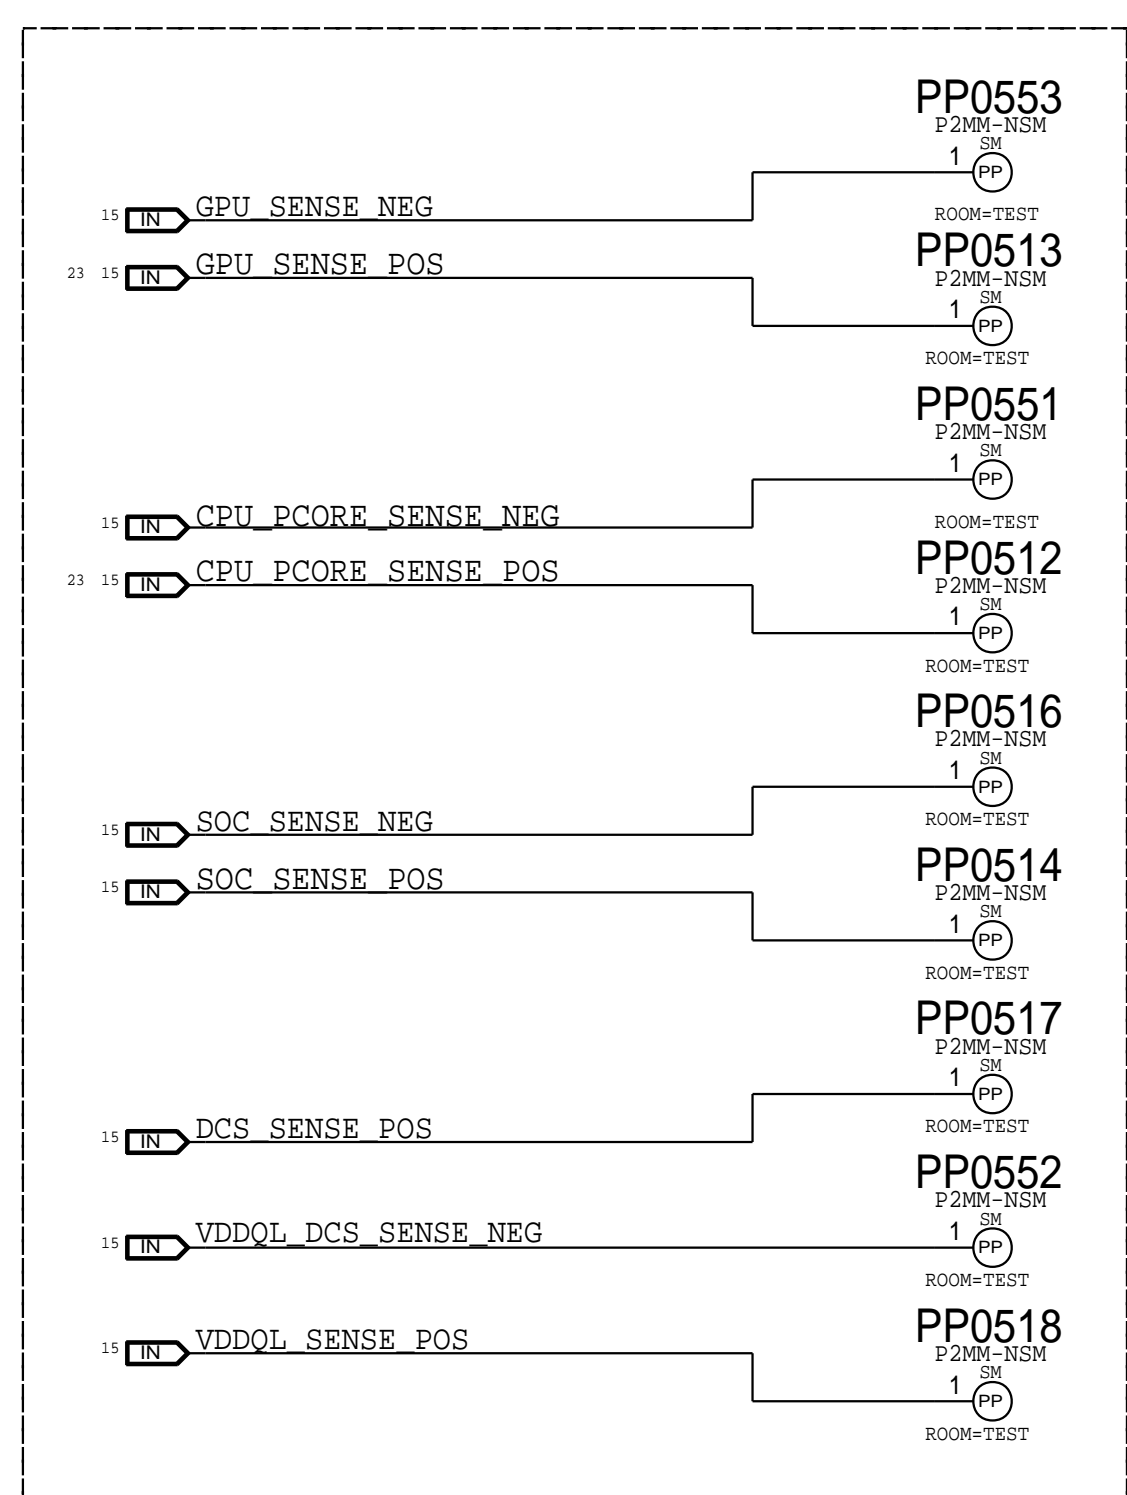 PP0553
P2MM-NSM
SM
1
PP
15 IN GPU_SENSE_NEG
ROOM=TEST
PP0513
23 15 IN GPU_SENSE_POS
P2MM-NSM
SM
1
PP
ROOM=TEST
PP0551
P2MM-NSM
SM
1
PP
15 IN CPU_PCORE_SENSE_NEG
ROOM=TEST
PP0512
23 15 IN CPU_PCORE_SENSE_POS
P2MM-NSM
SM
1
PP
ROOM=TEST
PP0516
P2MM-NSM
SM
1
PP
15 IN SOC_SENSE_NEG
ROOM=TEST
PP0514
15 IN SOC_SENSE_POS
P2MM-NSM
SM
1
PP
ROOM=TEST
PP0517
P2MM-NSM
SM
1
PP
15 IN DCS_SENSE_POS
ROOM=TEST
PP0552
P2MM-NSM
SM
1
15 IN VDDQL_DCS_SENSE_NEG
PP
ROOM=TEST
PP0518
15 IN VDDQL_SENSE_POS
P2MM-NSM
SM
1
PP
ROOM=TEST